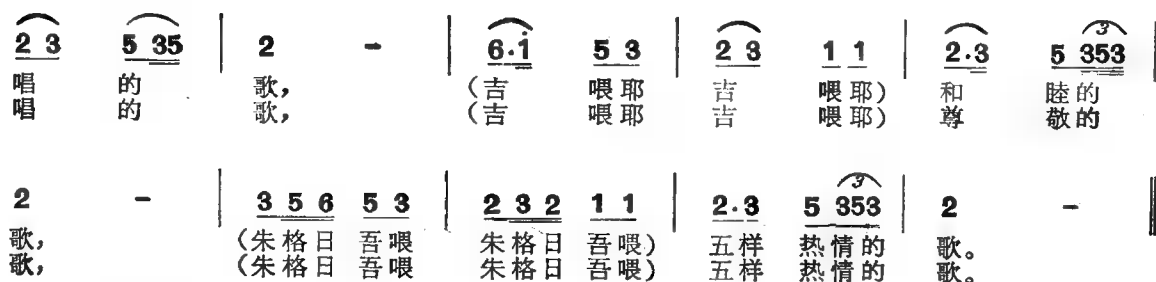 2 3 5 35 | 2 - | 6·i 5 3 | 2 3 1 1 | 2·3 5 353 |
唱 的 歌, (吉 喂耶 吉 喂耶) 和 睦的
唱 的 歌, (吉 喂耶 吉 喂耶) 尊 敬的
2 - | 3 5 6 5 3 | 2 3 2 1 1 | 2·3 5 353 | 2 - ‖
歌, (朱格日 吾喂 朱格日 吾喂) 五样 热情的 歌。
歌, (朱格日 吾喂 朱格日 吾喂) 五样 热情的 歌。